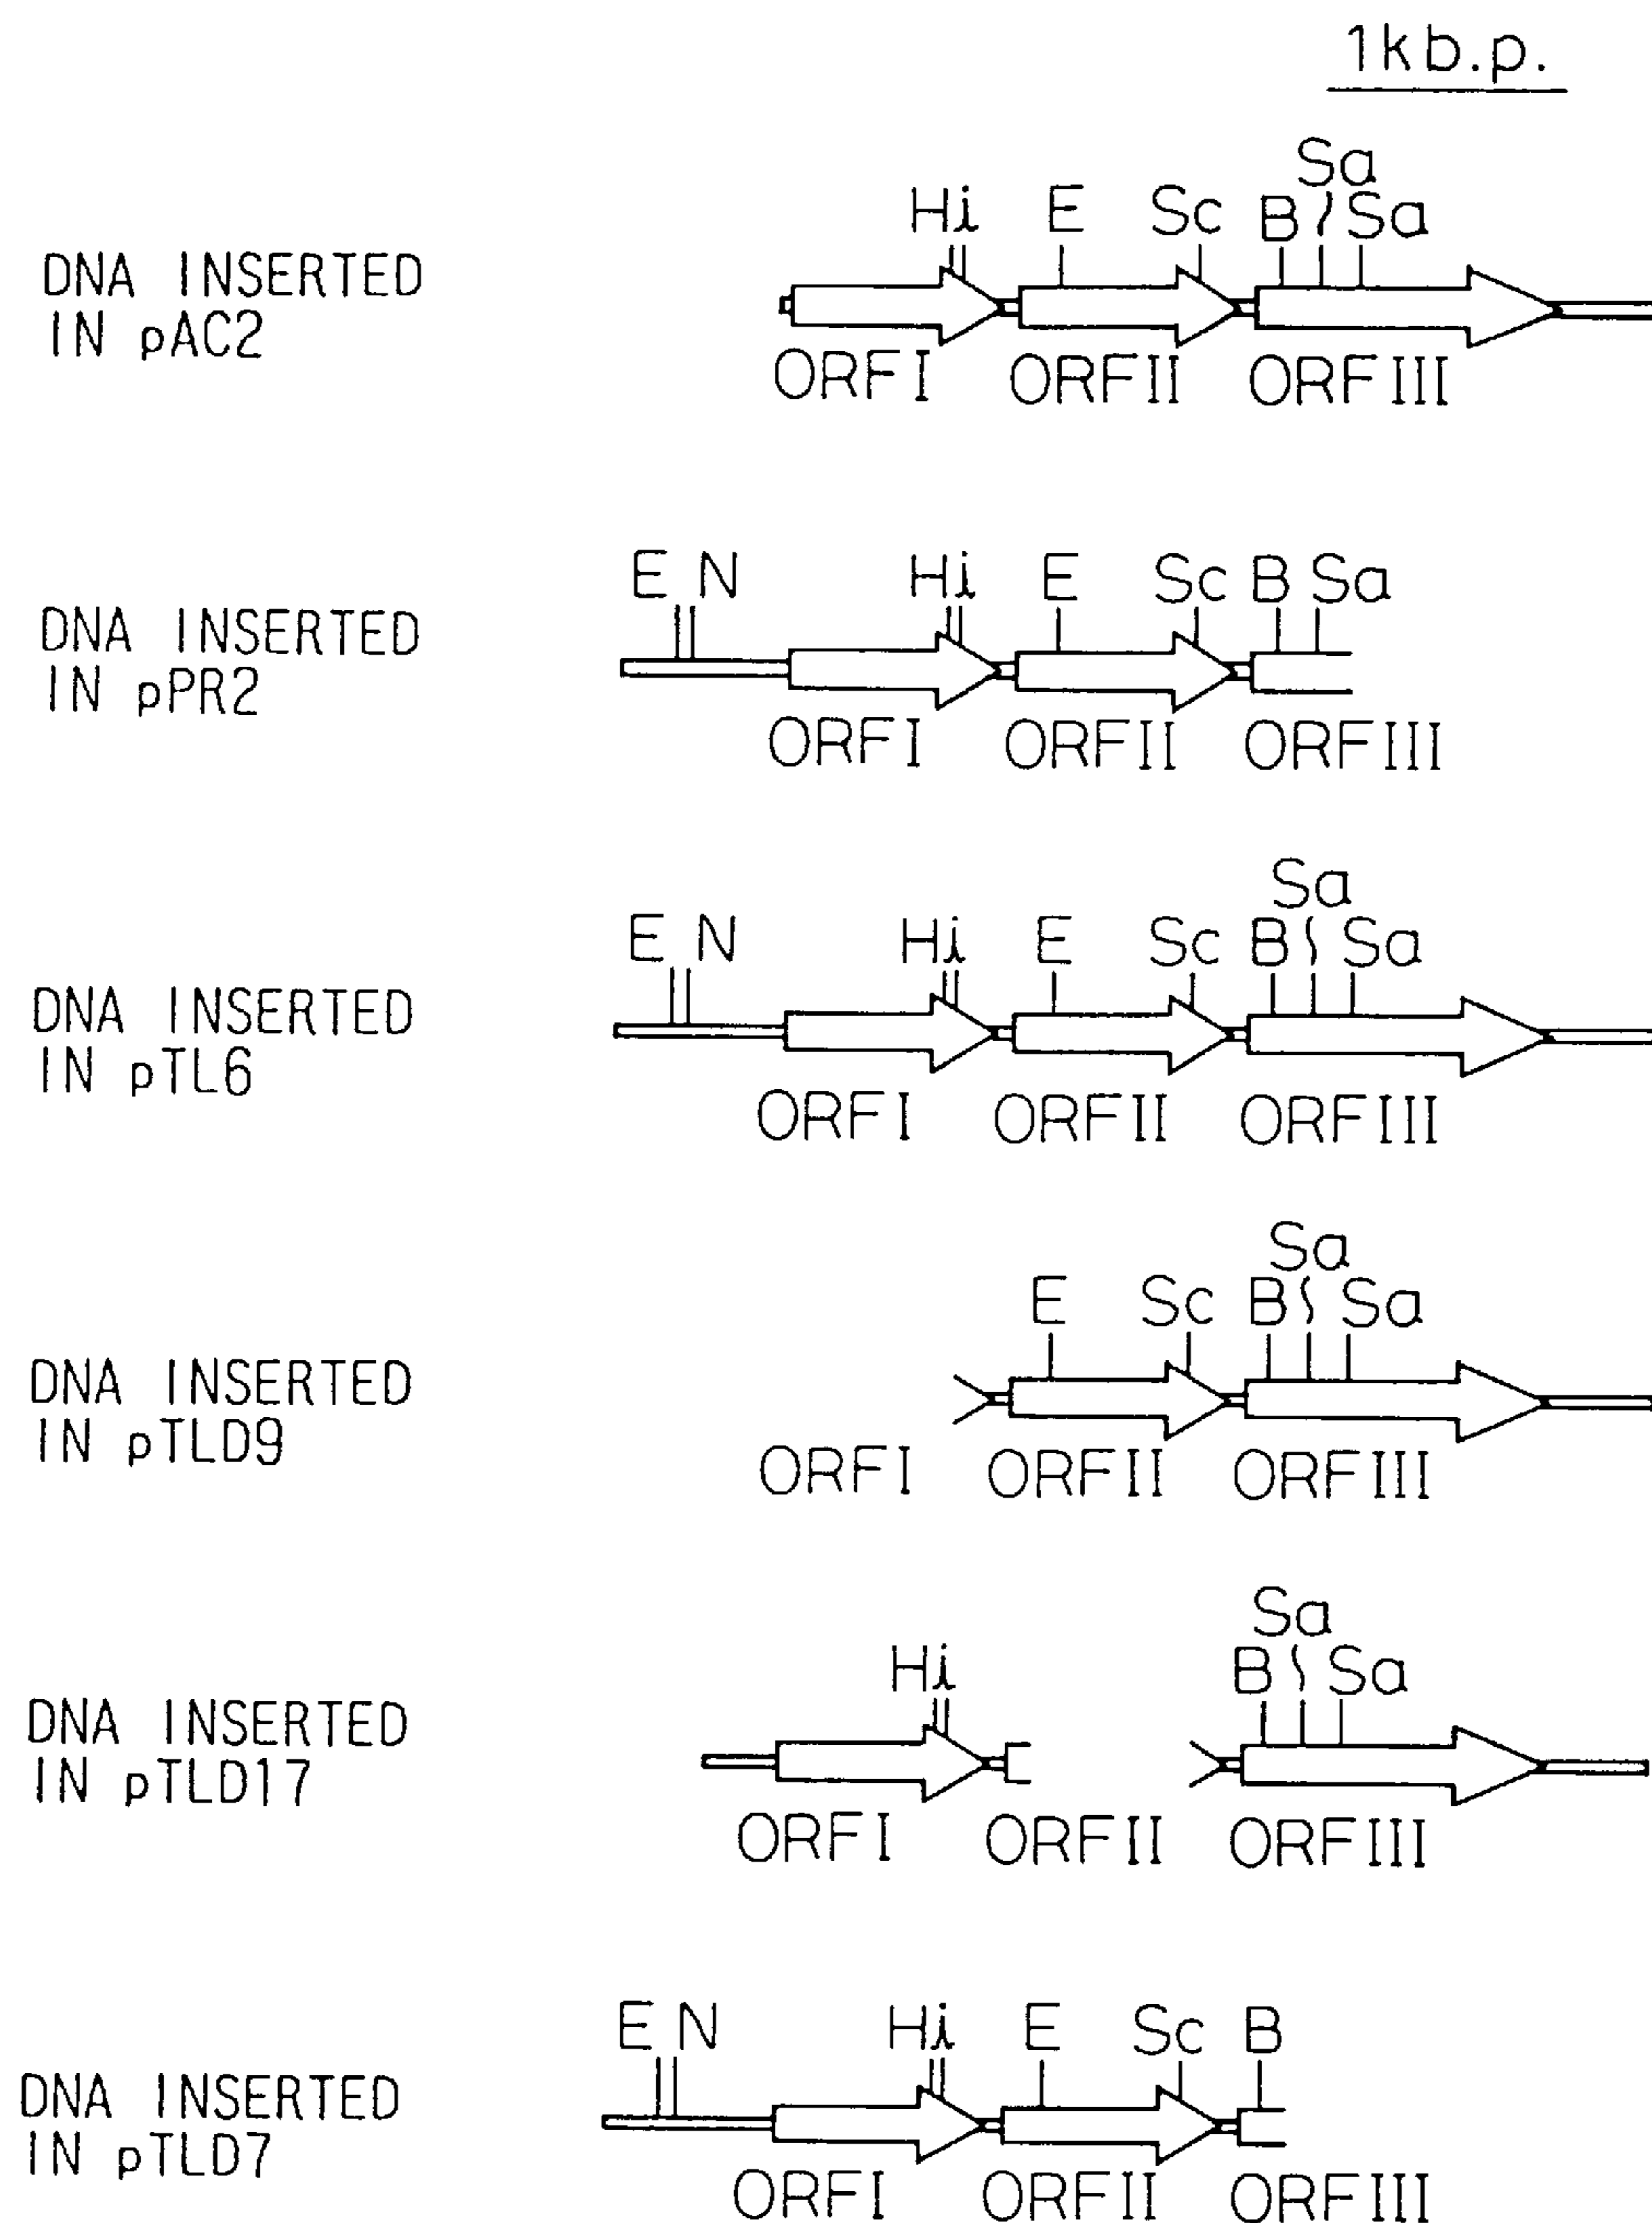 1kb.p.
Sa
Hi E Sc B Sa
DNA INSERTED
IN pAC2
ORFI ORFII ORFIII
E N Hi E Sc B Sa
DNA INSERTED
IN pPR2
ORFI ORFII ORFIII
Sa
E N Hi E Sc B Sa
DNA INSERTED
IN pTL6
ORFI ORFII ORFIII
Sa
E Sc B Sa
DNA INSERTED
IN pTLD9
ORFI ORFII ORFIII
Sa
Hi B Sa
DNA INSERTED
IN pTLD17
ORFI ORFII ORFIII
E N Hi E Sc B
DNA INSERTED
IN pTLD7
ORFI ORFII ORFIII